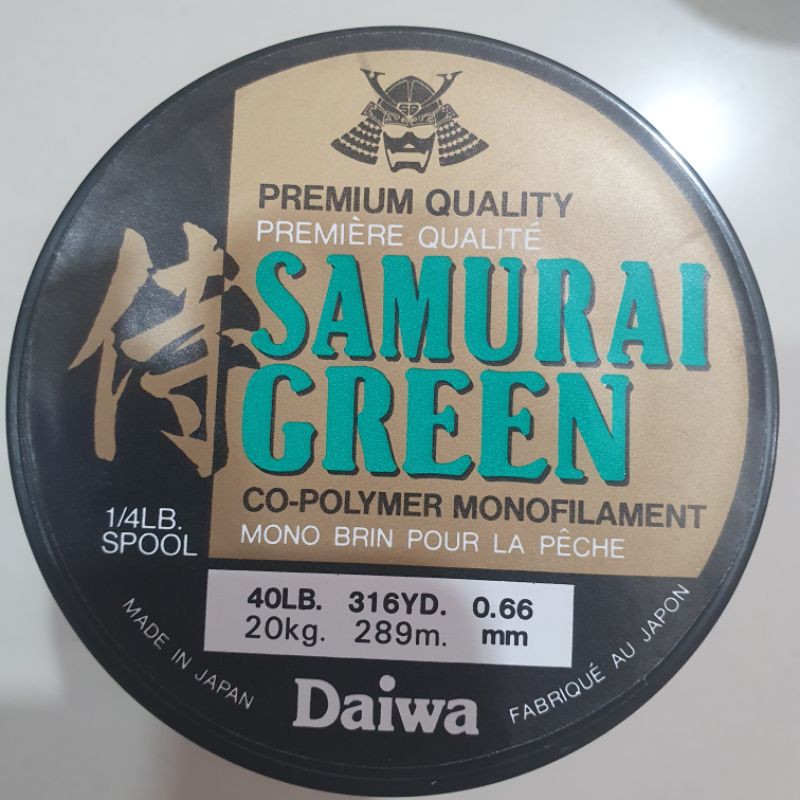 PREMIUM QUALITY
PREMIÈRE QUALITÉ
侍
SAMURAI
GREEN
CO-POLYMER MONOFILAMENT
MONO BRIN POUR LA PÊCHE
1/4LB.
SPOOL
40LB. 316YD. 0.66
20kg. 289m. mm
MADE IN JAPAN
Daiwa
FABRIQUÉ AU JAPON